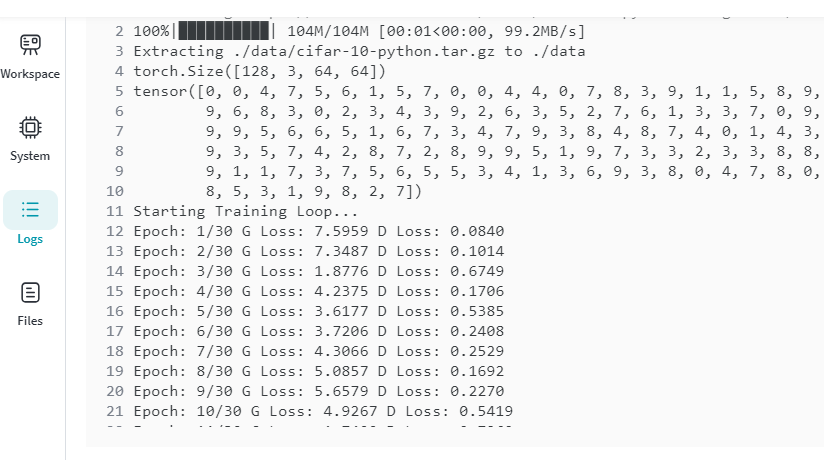 Workspace
System
Logs
Files
2 100%|██████████| 104M/104M [00:01<00:00, 99.2MB/s]
3 Extracting ./data/cifar-10-python.tar.gz to ./data
4 torch.Size([128, 3, 64, 64])
5 tensor([0, 0, 4, 7, 5, 6, 1, 5, 7, 0, 0, 4, 4, 0, 7, 8, 3, 9, 1, 1, 5, 8, 9,
6 9, 6, 8, 3, 0, 2, 3, 4, 3, 9, 2, 6, 3, 5, 2, 7, 6, 1, 3, 3, 7, 0, 9,
7 9, 9, 5, 6, 6, 5, 1, 6, 7, 3, 4, 7, 9, 3, 8, 4, 8, 7, 4, 0, 1, 4, 3,
8 9, 3, 5, 7, 4, 2, 8, 7, 2, 8, 9, 9, 5, 1, 9, 7, 3, 3, 2, 3, 3, 8, 8,
9 9, 1, 1, 7, 3, 7, 5, 6, 5, 5, 3, 4, 1, 3, 6, 9, 3, 8, 0, 4, 7, 8, 0,
10 8, 5, 3, 1, 9, 8, 2, 7])
11 Starting Training Loop...
12 Epoch: 1/30 G Loss: 7.5959 D Loss: 0.0840
13 Epoch: 2/30 G Loss: 7.3487 D Loss: 0.1014
14 Epoch: 3/30 G Loss: 1.8776 D Loss: 0.6749
15 Epoch: 4/30 G Loss: 4.2375 D Loss: 0.1706
16 Epoch: 5/30 G Loss: 3.6177 D Loss: 0.5385
17 Epoch: 6/30 G Loss: 3.7206 D Loss: 0.2408
18 Epoch: 7/30 G Loss: 4.3066 D Loss: 0.2529
19 Epoch: 8/30 G Loss: 5.0857 D Loss: 0.1692
20 Epoch: 9/30 G Loss: 5.6579 D Loss: 0.2270
21 Epoch: 10/30 G Loss: 4.9267 D Loss: 0.5419